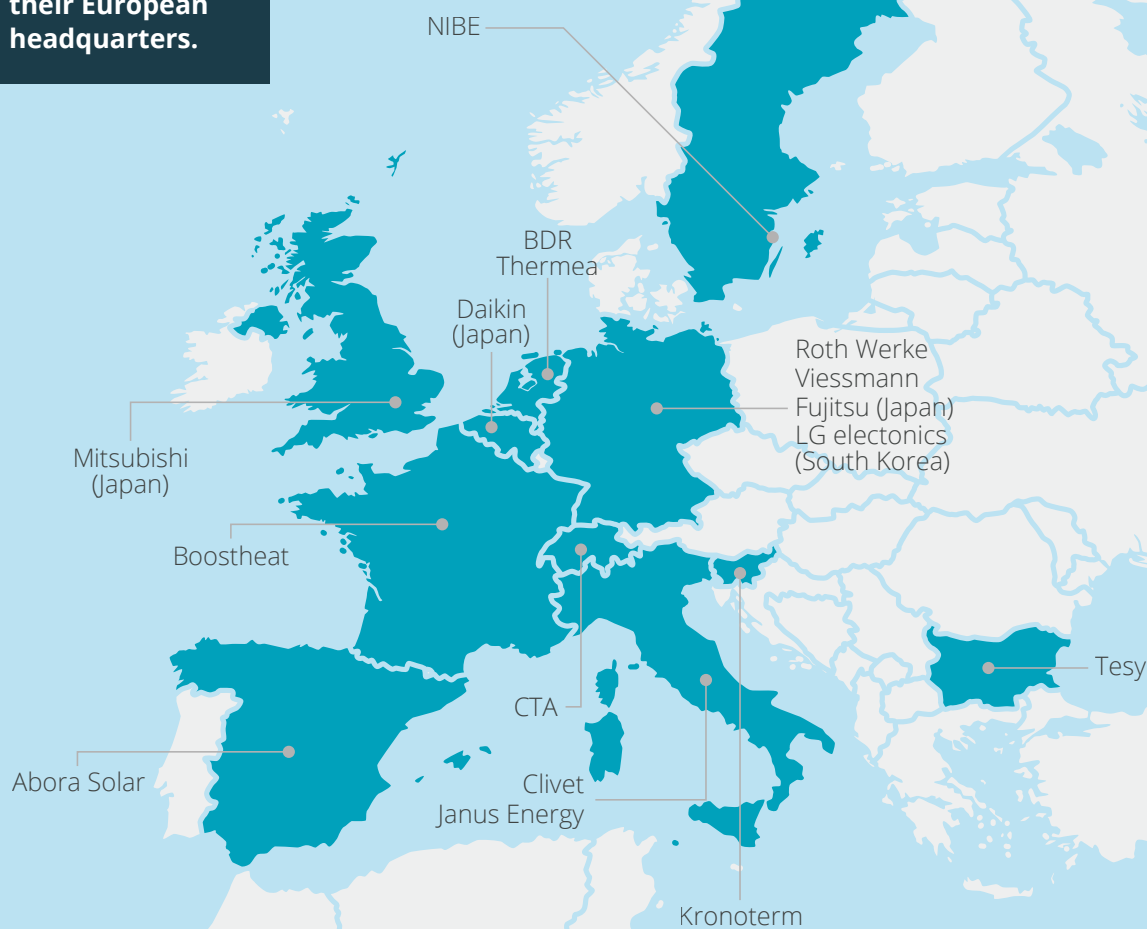 their European
headquarters.
NIBE
BDR
Thermea
Daikin
(Japan)
Roth Werke
Viessmann
Fujitsu (Japan)
LG electonics
(South Korea)
Mitsubishi
(Japan)
Boostheat
Tesy
CTA
Abora Solar
Clivet
Janus Energy
Kronoterm